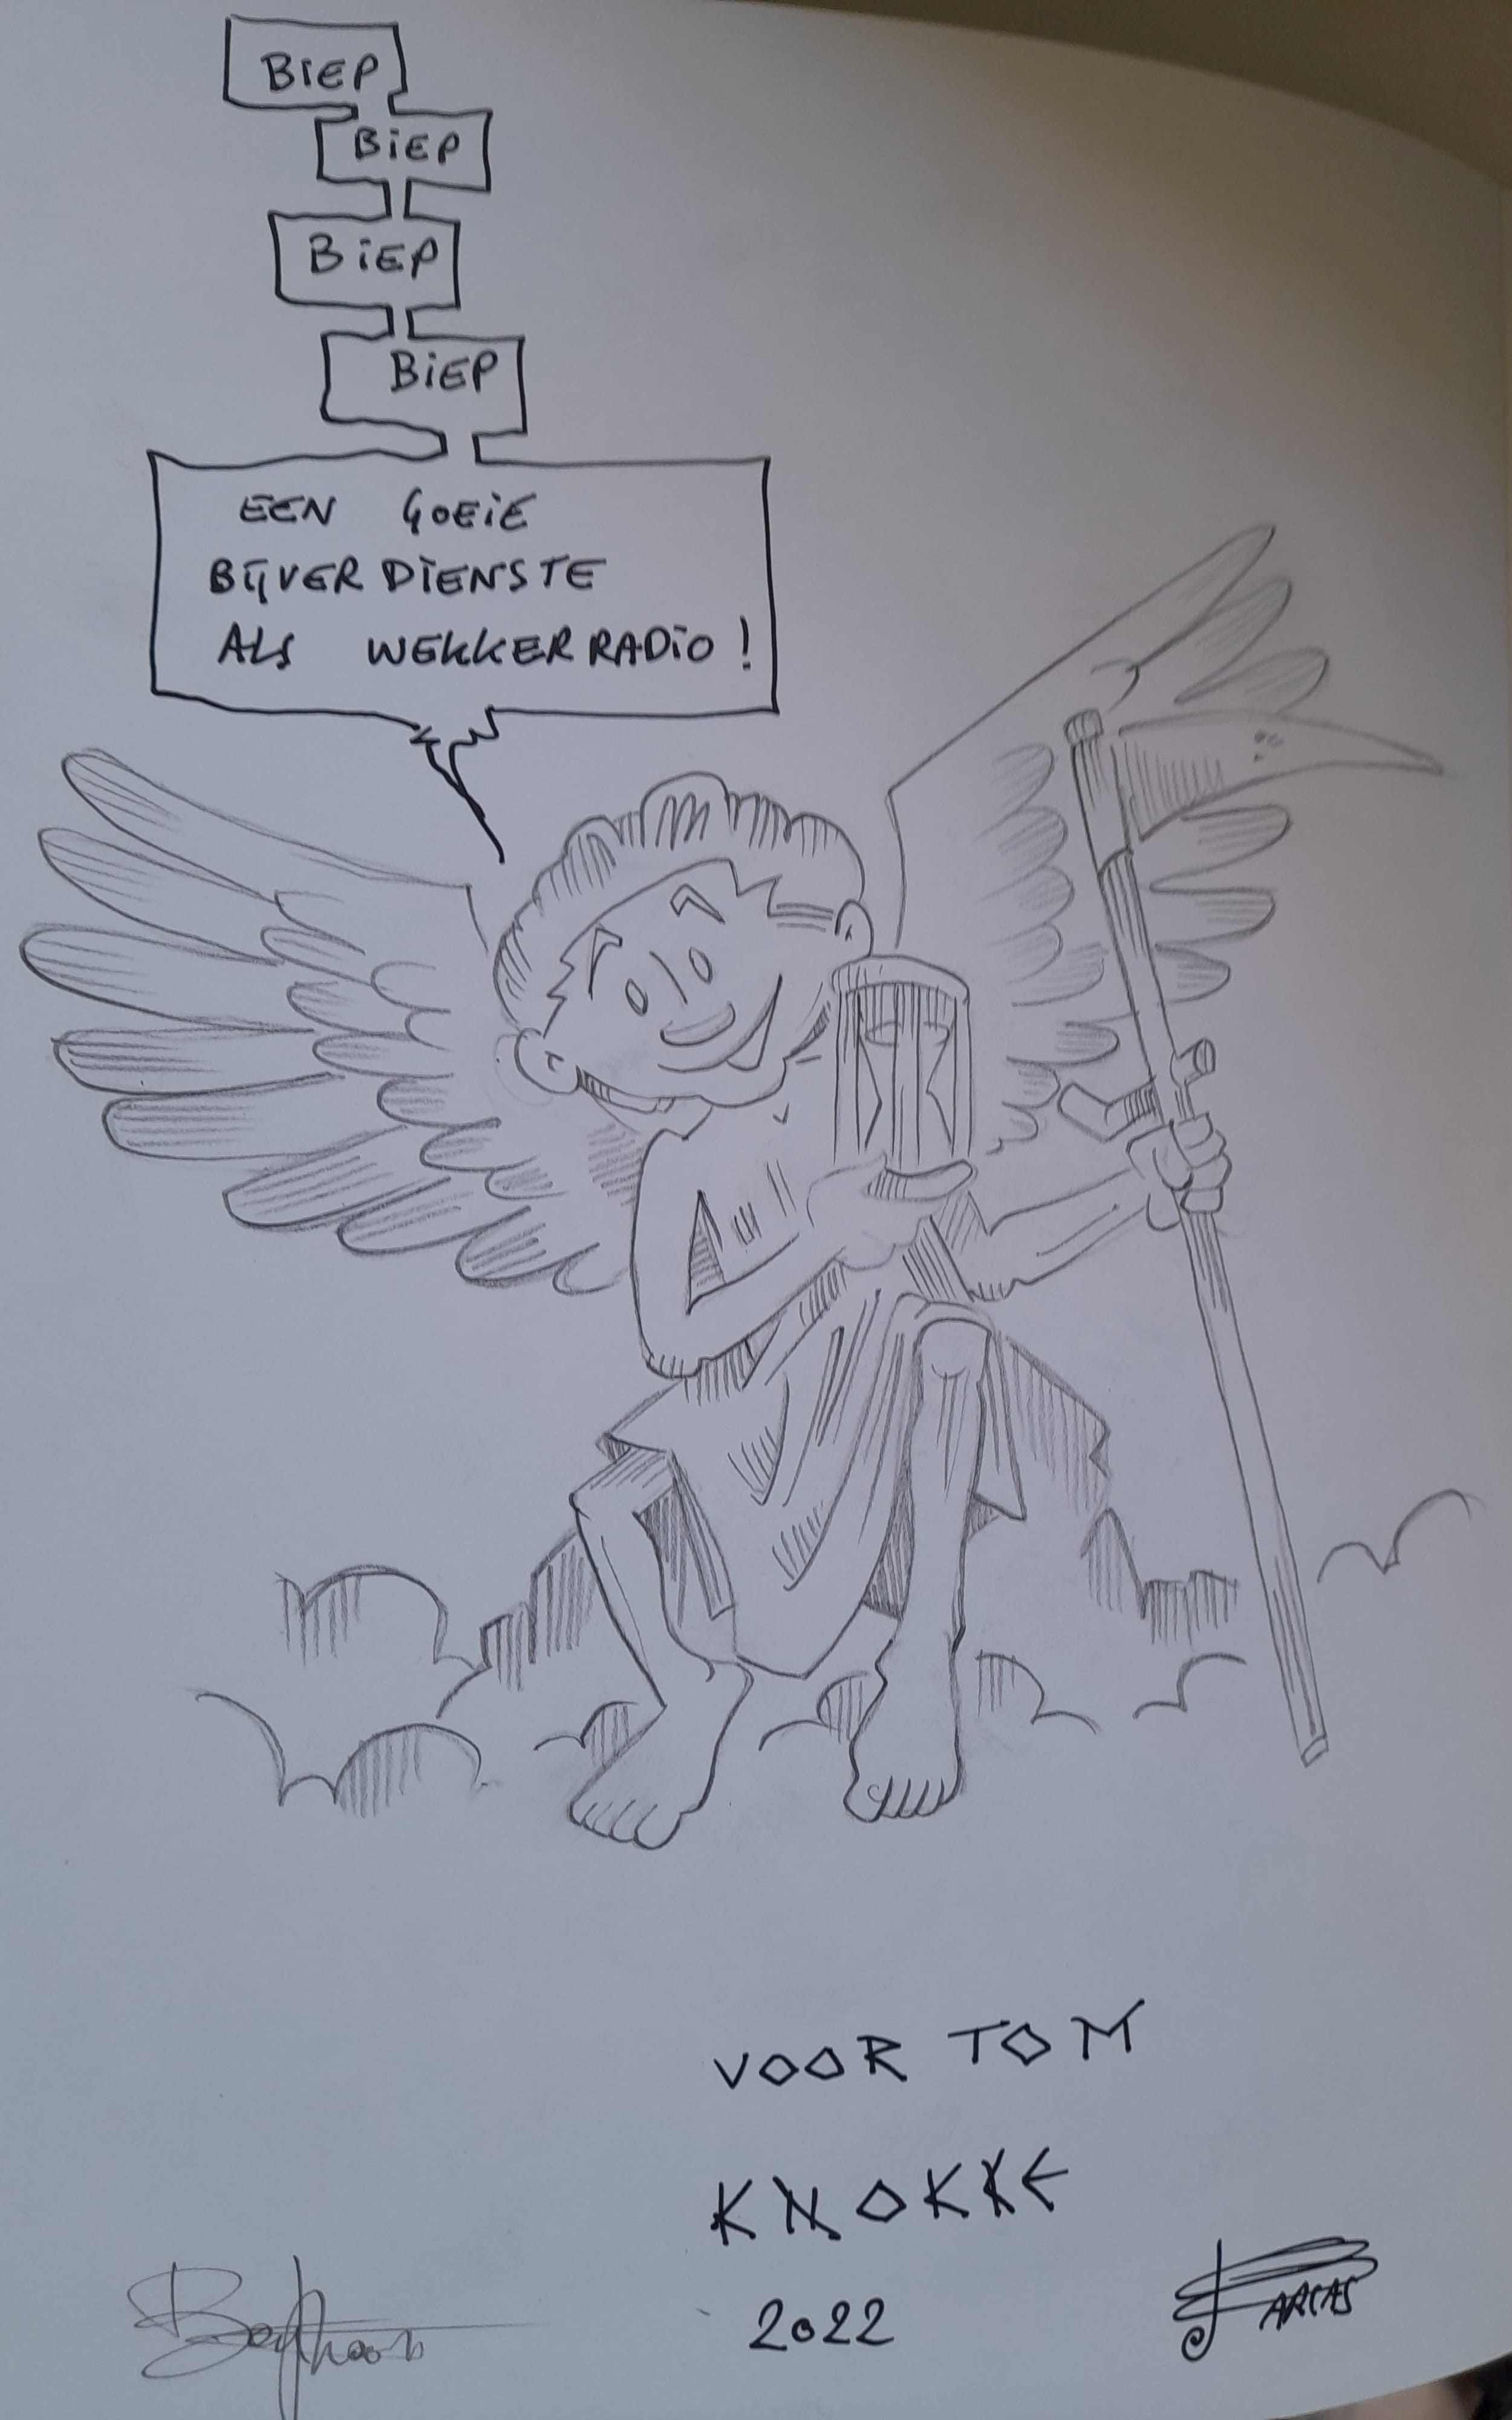 BIEP
BIEP
BIEP
BIEP
EEN GOEIE
BIJVERDIENSTE
ALS WEKKERRADIO!
VOOR TOM
KNOKKE
2022